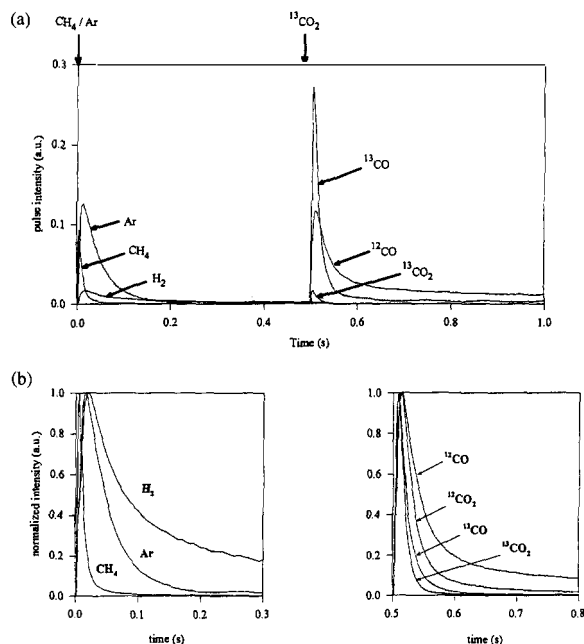 (a)
CH₄ / Ar
¹³CO₂
pulse intensity (a.u.)
0.3
0.2
0.1
0.0
Ar
CH₄
H₂
¹³CO
¹²CO
¹³CO₂
0.0 0.2 0.4 0.6 0.8 1.0
Time (s)
(b)
normalized intensity (a.u.)
1.0
0.8
0.6
0.4
0.2
0.0
H₂
Ar
CH₄
0.0 0.1 0.2 0.3
time (s)
1.0
0.8
0.6
0.4
0.2
0.0
¹²CO
¹²CO₂
¹³CO
¹³CO₂
0.5 0.6 0.7 0.8
time (s)